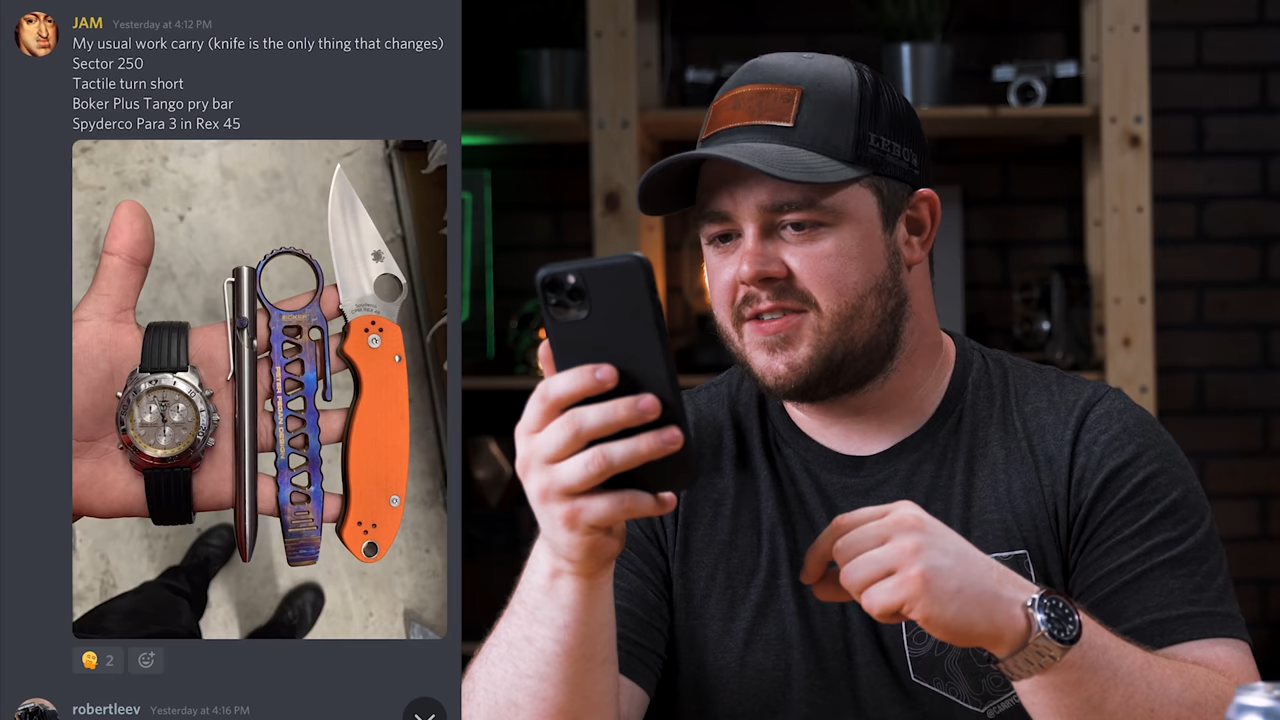 JAM Yesterday at 4:12 PM
My usual work carry (knife is the only thing that changes)
Sector 250
Tactile turn short
Boker Plus Tango pry bar
Spyderco Para 3 in Rex 45
2
robertleev Yesterday at 4:16 PM
LEBO'S